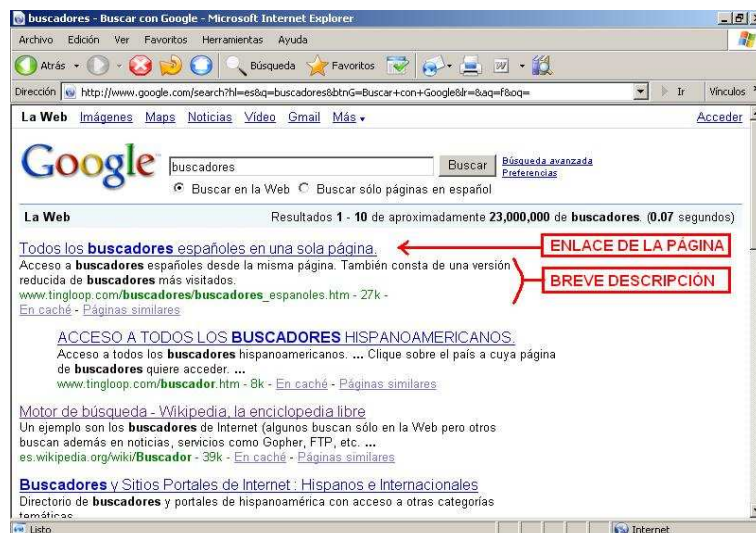 buscadores - Buscar con Google - Microsoft Internet Explorer
Archivo Edición Ver Favoritos Herramientas Ayuda
Atrás Búsqueda Favoritos
Dirección http://www.google.com/search?hl=es&q=buscadores&btnG=Buscar+con+Google&lr=&aq=f&oq= Ir Vínculos
La Web Imágenes Maps Noticias Vídeo Gmail Más Acceder
Google buscadores Buscar Búsqueda avanzada
Preferencias
Buscar en la Web Buscar sólo páginas en español
La Web Resultados 1 - 10 de aproximadamente 23,000,000 de buscadores. (0.07 segundos)
Todos los buscadores españoles en una sola página. ENLACE DE LA PÁGINA
Acceso a buscadores españoles desde la misma página. También consta de una versión
reducida de buscadores más visitados. BREVE DESCRIPCIÓN
www.tingloop.com/buscadores/buscadores_espanoles.htm - 27k -
En caché - Páginas similares
ACCESO A TODOS LOS BUSCADORES HISPANOAMERICANOS.
Acceso a todos los buscadores hispanoamericanos. ... Clique sobre el país a cuya página
de buscadores quiere acceder. ...
www.tingloop.com/buscador.htm - 8k - En caché - Páginas similares
Motor de búsqueda - Wikipedia, la enciclopedia libre
Un ejemplo son los buscadores de Internet (algunos buscan sólo en la Web pero otros
buscan además en noticias, servicios como Gopher, FTP, etc. ...
es.wikipedia.org/wiki/Buscador - 39k - En caché - Páginas similares
Buscadores y Sitios Portales de Internet : Hispanos e Internacionales
Directorio de buscadores y portales de hispanoamérica con acceso a otras categorías
temáticas
Listo Internet